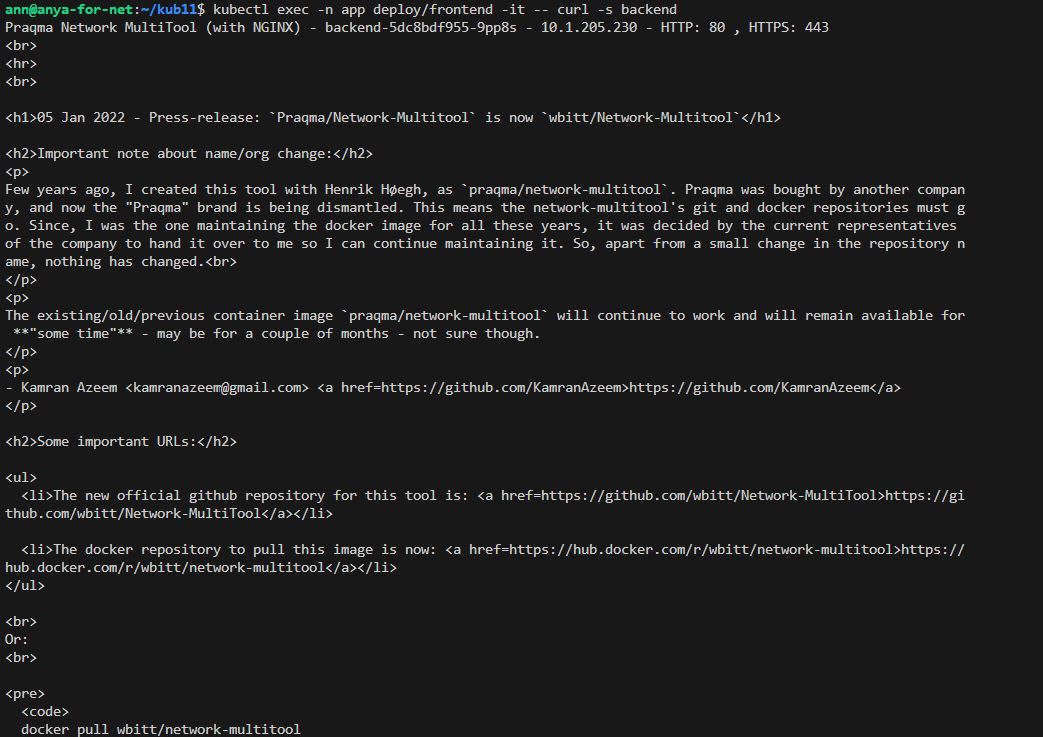 ann@anya-for-net:~/kub11$ kubectl exec -n app deploy/frontend -it -- curl -s backend
Praqma Network MultiTool (with NGINX) - backend-5dc8bdf955-9pp8s - 10.1.205.230 - HTTP: 80 , HTTPS: 443
<br>
<hr>
<br>

<h1>05 Jan 2022 - Press-release: `Praqma/Network-Multitool` is now `wbitt/Network-Multitool`</h1>

<h2>Important note about name/org change:</h2>
<p>
Few years ago, I created this tool with Henrik Høegh, as `praqma/network-multitool`. Praqma was bought by another compan
y, and now the "Praqma" brand is being dismantled. This means the network-multitool's git and docker repositories must g
o. Since, I was the one maintaining the docker image for all these years, it was decided by the current representatives
of the company to hand it over to me so I can continue maintaining it. So, apart from a small change in the repository n
ame, nothing has changed.<br>
</p>
<p>
The existing/old/previous container image `praqma/network-multitool` will continue to work and will remain available for
 **"some time"** - may be for a couple of months - not sure though.
</p>
<p>
- Kamran Azeem <kamranazeem@gmail.com> <a href=https://github.com/KamranAzeem>https://github.com/KamranAzeem</a>
</p>

<h2>Some important URLs:</h2>

<ul>
  <li>The new official github repository for this tool is: <a href=https://github.com/wbitt/Network-MultiTool>https://gi
thub.com/wbitt/Network-MultiTool</a></li>

  <li>The docker repository to pull this image is now: <a href=https://hub.docker.com/r/wbitt/network-multitool>https://
hub.docker.com/r/wbitt/network-multitool</a></li>
</ul>

<br>
Or:
<br>

<pre>
  <code>
  docker pull wbitt/network-multitool